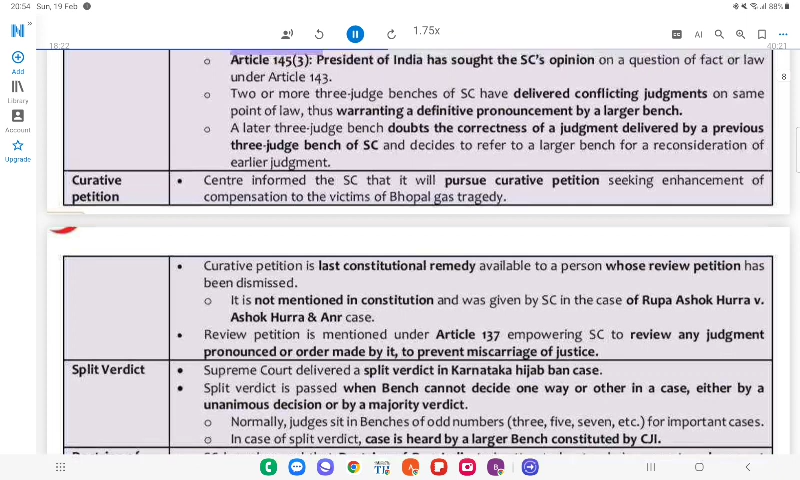 20:54 Sun, 19 Feb
88%
N
»
1.75x
AI
18:22
40:21
Add
Library
Account
Upgrade
8
o Article 145(3): President of India has sought the SC's opinion on a question of fact or law
under Article 143.
o Two or more three-judge benches of SC have delivered conflicting judgments on same
point of law, thus warranting a definitive pronouncement by a larger bench.
o A later three-judge bench doubts the correctness of a judgment delivered by a previous
three-judge bench of SC and decides to refer to a larger bench for a reconsideration of
earlier judgment.
Curative petition
• Centre informed the SC that it will pursue curative petition seeking enhancement of
compensation to the victims of Bhopal gas tragedy.
• Curative petition is last constitutional remedy available to a person whose review petition has
been dismissed.
o It is not mentioned in constitution and was given by SC in the case of Rupa Ashok Hurra v.
Ashok Hurra & Anr case.
• Review petition is mentioned under Article 137 empowering SC to review any judgment
pronounced or order made by it, to prevent miscarriage of justice.
Split Verdict
• Supreme Court delivered a split verdict in Karnataka hijab ban case.
• Split verdict is passed when Bench cannot decide one way or other in a case, either by a
unanimous decision or by a majority verdict.
o Normally, judges sit in Benches of odd numbers (three, five, seven, etc.) for important cases.
o In case of split verdict, case is heard by a larger Bench constituted by CJI.